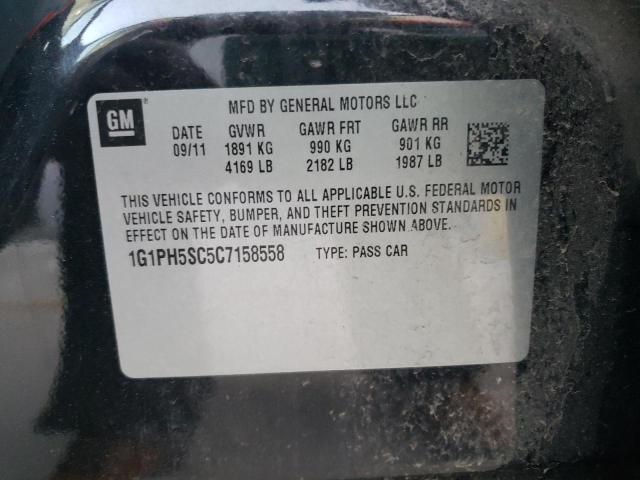 GM
MFD BY GENERAL MOTORS LLC
DATE GVWR GAWR FRT GAWR RR
09/11 1891 KG 990 KG 901 KG
4169 LB 2182 LB 1987 LB
THIS VEHICLE CONFORMS TO ALL APPLICABLE U.S. FEDERAL MOTOR
VEHICLE SAFETY, BUMPER, AND THEFT PREVENTION STANDARDS IN
EFFECT ON THE DATE OF MANUFACTURE SHOWN ABOVE.
1G1PH5SC5C7158558 TYPE: PASS CAR